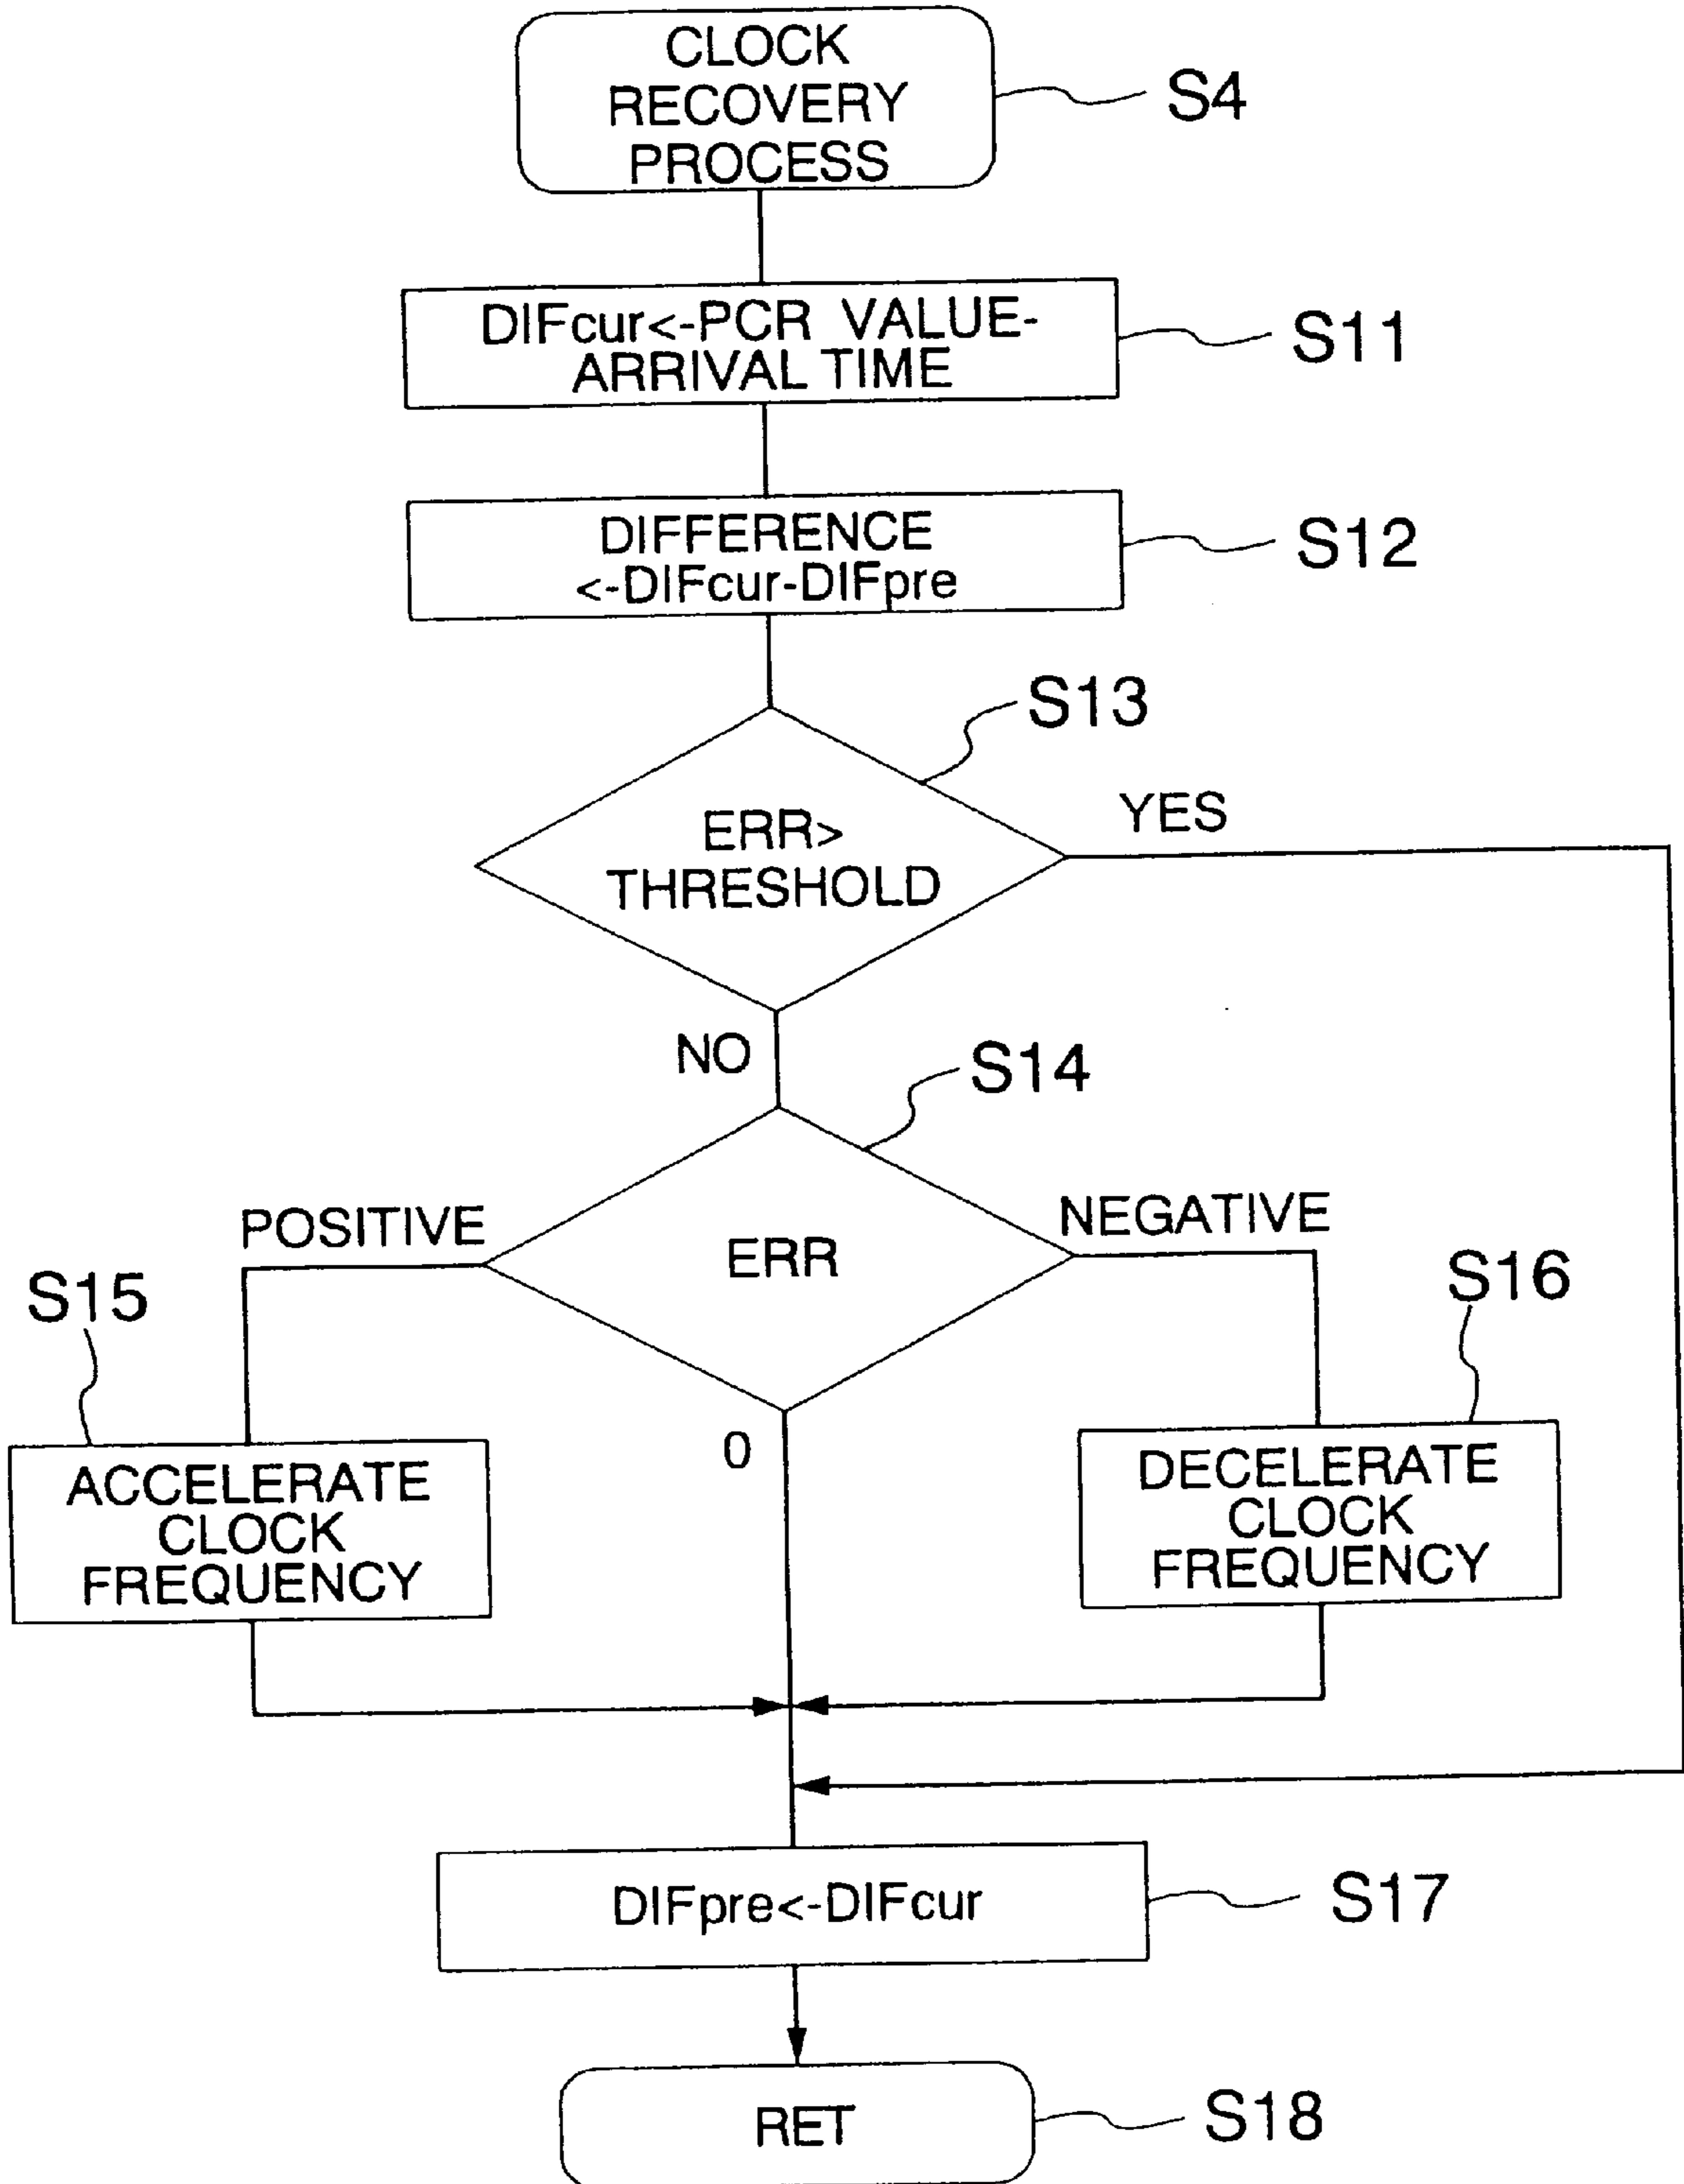 CLOCK
RECOVERY
PROCESS
S4
DIFcur<-PCR VALUE-
ARRIVAL TIME
S11
DIFFERENCE
<-DIFcur-DIFpre
S12
S13
ERR>
THRESHOLD
YES
NO
S14
POSITIVE
ERR
NEGATIVE
S15
S16
0
ACCELERATE
CLOCK
FREQUENCY
DECELERATE
CLOCK
FREQUENCY
DIFpre<-DIFcur
S17
RET
S18